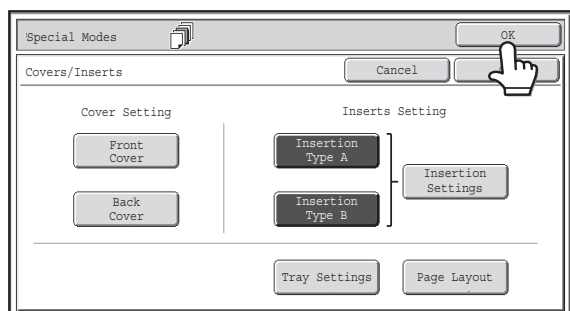 Special Modes
OK
Covers/Inserts
Cancel
Cover Setting
Inserts Setting
Front
Cover
Insertion
Type A
Insertion
Settings
Back
Cover
Insertion
Type B
Tray Settings
Page Layout